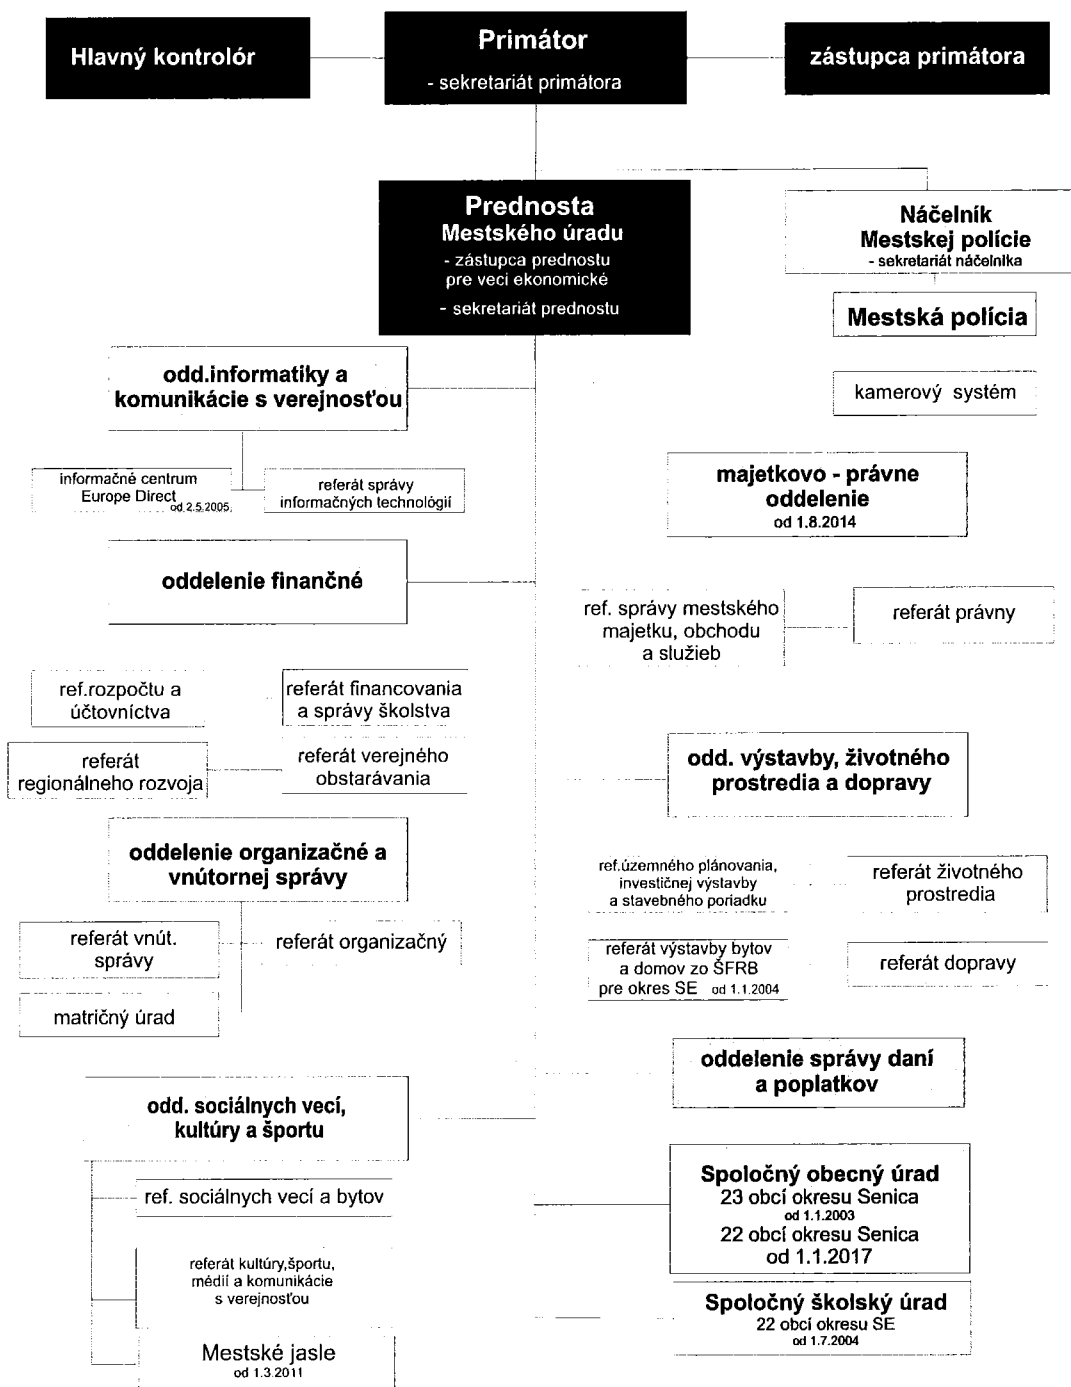 Hlavný kontrolór
Primátor
- sekretariát primátora
zástupca primátora
Prednosta
Mestského úradu
- zástupca prednostu
pre veci ekonomické
- sekretariát prednostu
Náčelník
Mestskej polície
- sekretariát náčelníka
Mestská polícia
kamerový systém
odd.informatiky a
komunikácie s verejnosťou
informačné centrum
Europe Direct
od 2.5.2005
referát správy
informačných technológií
majetkovo - právne
oddelenie
od 1.8.2014
oddelenie finančné
ref. správy mestského
majetku, obchodu
a služieb
referát právny
ref.rozpočtu a
účtovníctva
referát financovania
a správy školstva
referát
regionálneho rozvoja
referát verejného
obstarávania
odd. výstavby, životného
prostredia a dopravy
oddelenie organizačné a
vnútornej správy
ref.územného plánovania,
investičnej výstavby
a stavebného poriadku
referát životného
prostredia
referát vnút.
správy
referát organizačný
referát výstavby bytov
a domov zo ŠFRB
pre okres SE od 1.1.2004
referát dopravy
matričný úrad
oddelenie správy daní
a poplatkov
odd. sociálnych vecí,
kultúry a športu
ref. sociálnych vecí a bytov
Spoločný obecný úrad
23 obcí okresu Senica
od 1.1.2003
22 obcí okresu Senica
od 1.1.2017
referát kultúry,športu,
médií a komunikácie
s verejnosťou
Spoločný školský úrad
22 obcí okresu SE
od 1.7.2004
Mestské jasle
od 1.3.2011